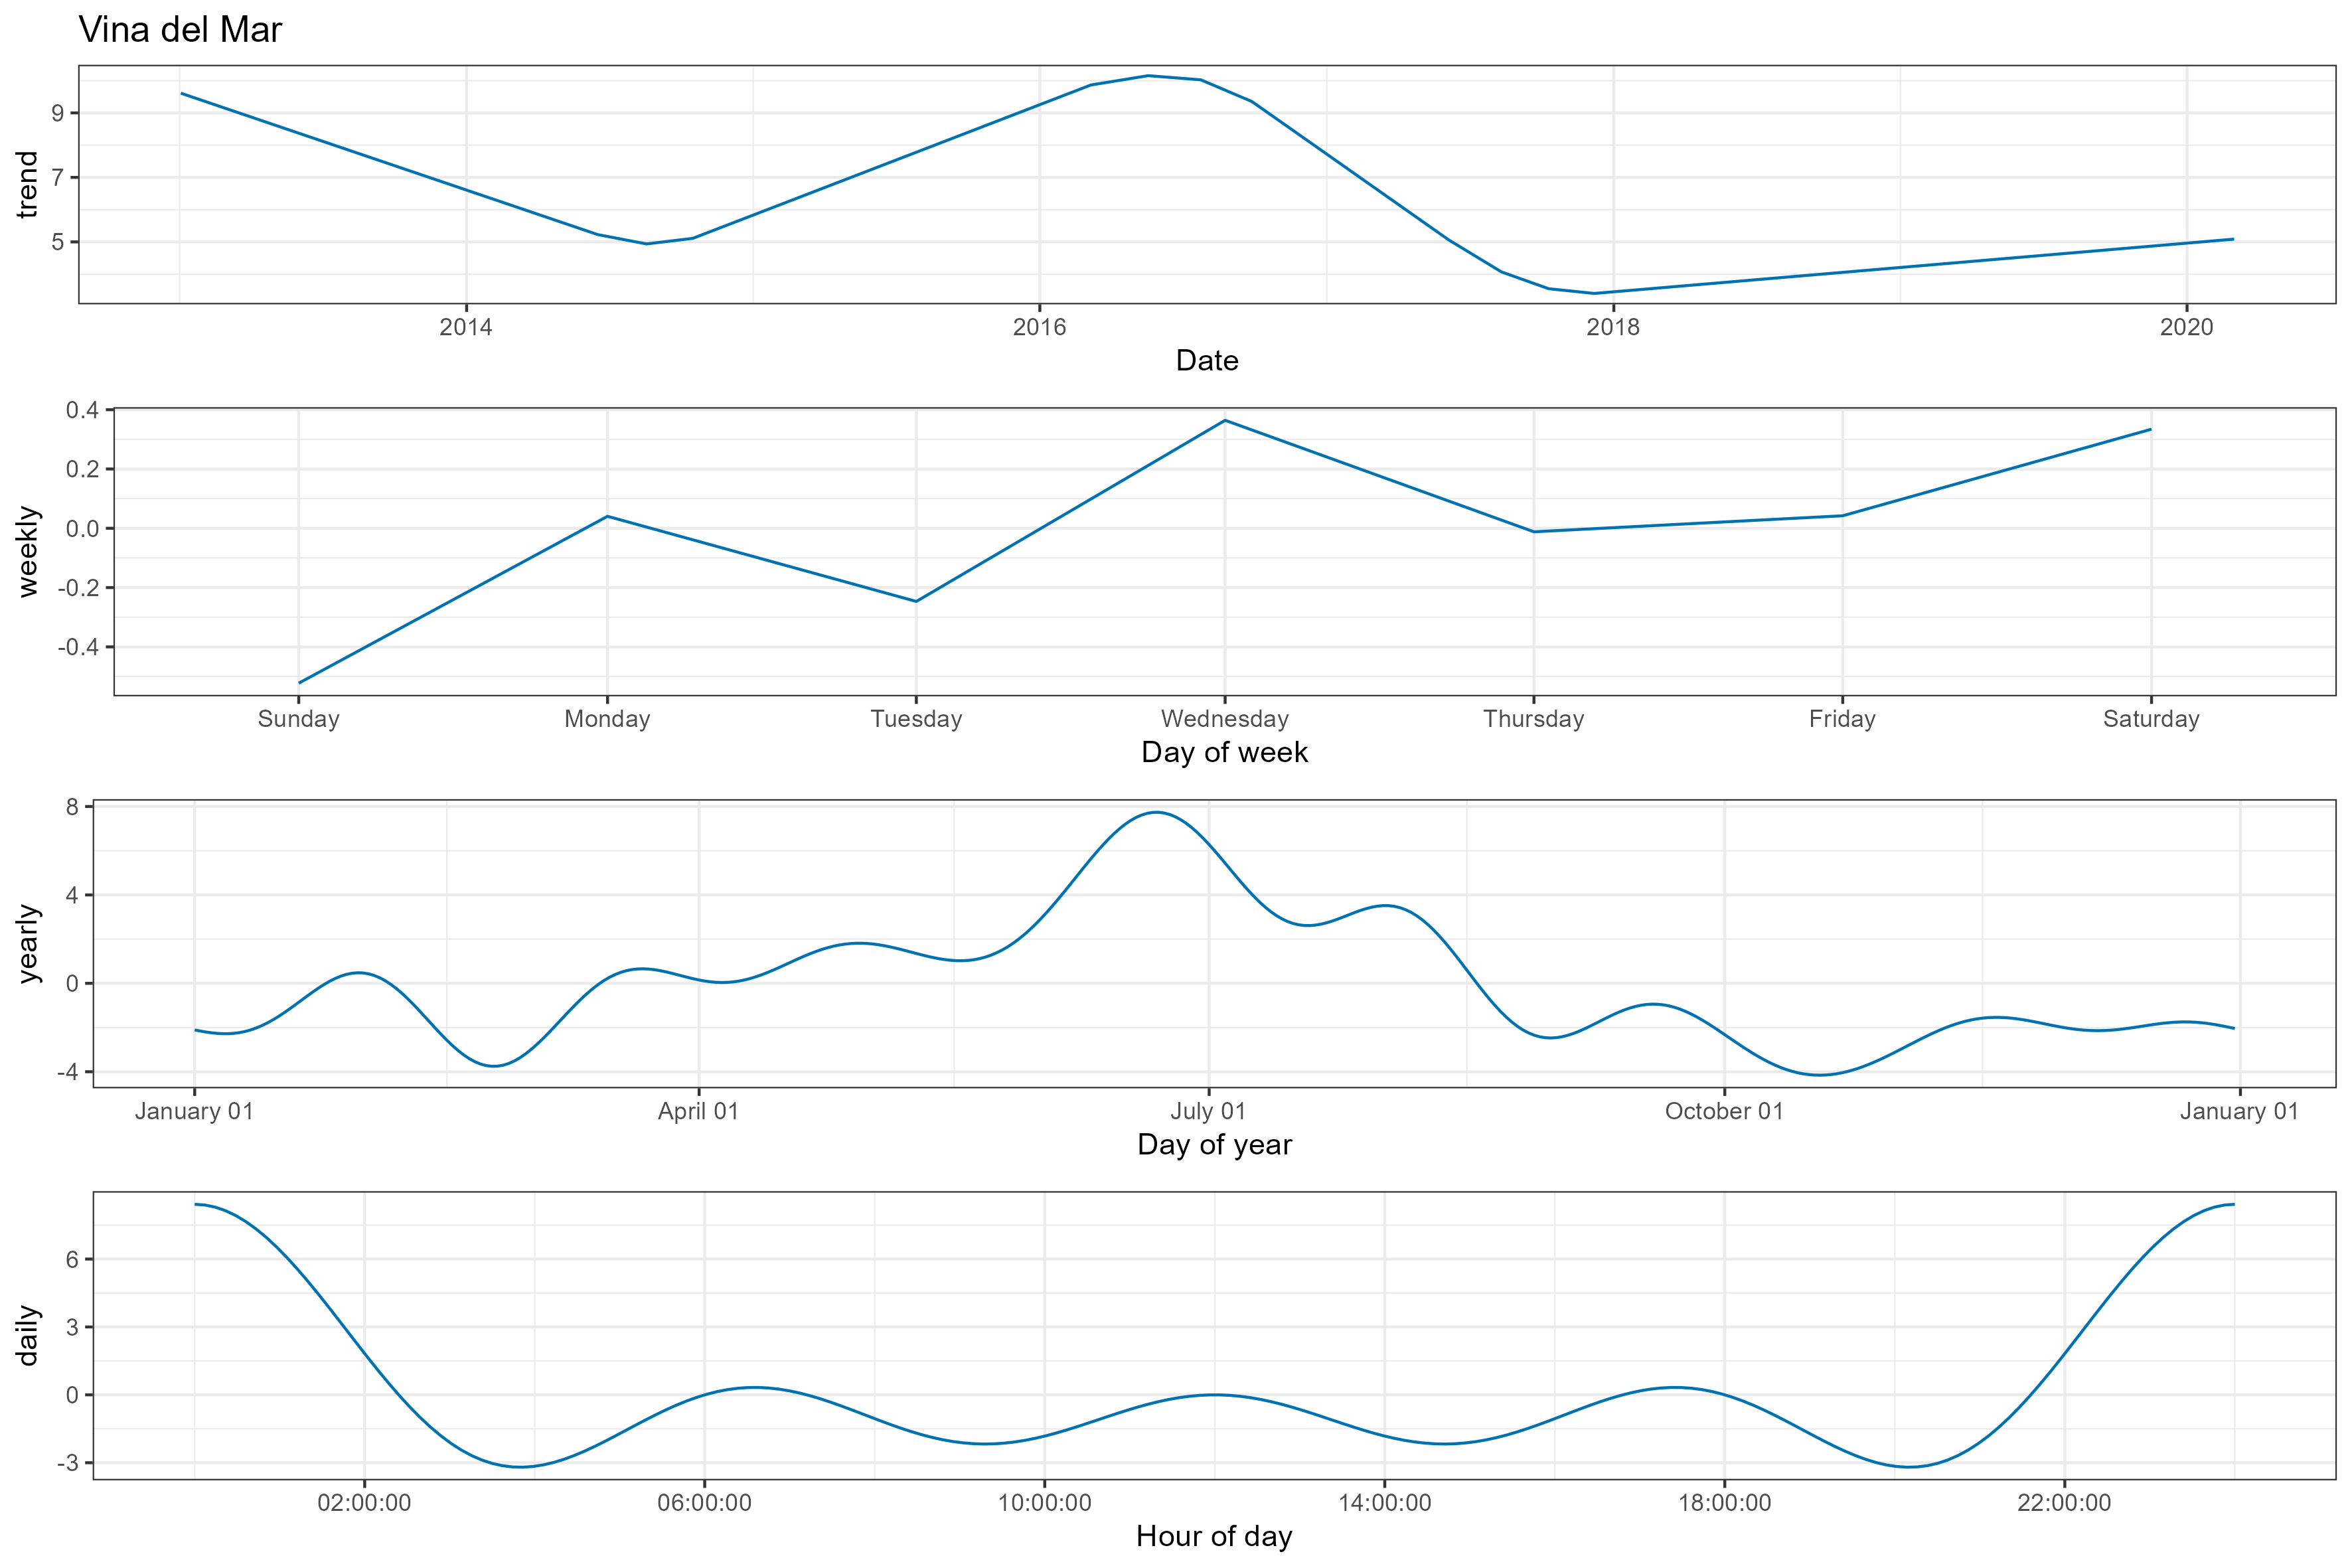 Vina del Mar
9
7
5
trend
2014 2016 2018 2020
Date
0.4
0.2
0.0
-0.2
-0.4
weekly
Sunday Monday Tuesday Wednesday Thursday Friday Saturday
Day of week
8
4
0
-4
yearly
January 01 April 01 July 01 October 01 January 01
Day of year
6
3
0
-3
daily
02:00:00 06:00:00 10:00:00 14:00:00 18:00:00 22:00:00
Hour of day